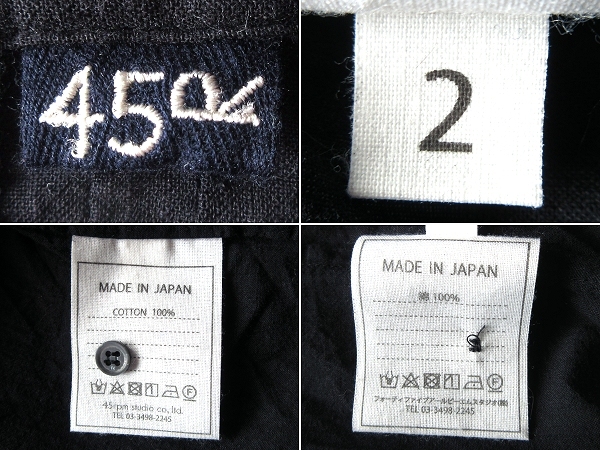 45R
2
MADE IN JAPAN
COTTON 100%
45rpm studio co., ltd.
TEL 03-3498-2245
MADE IN JAPAN
綿 100%
フォーティファイブアールピーエムスタジオ(株)
TEL 03-3498-2245